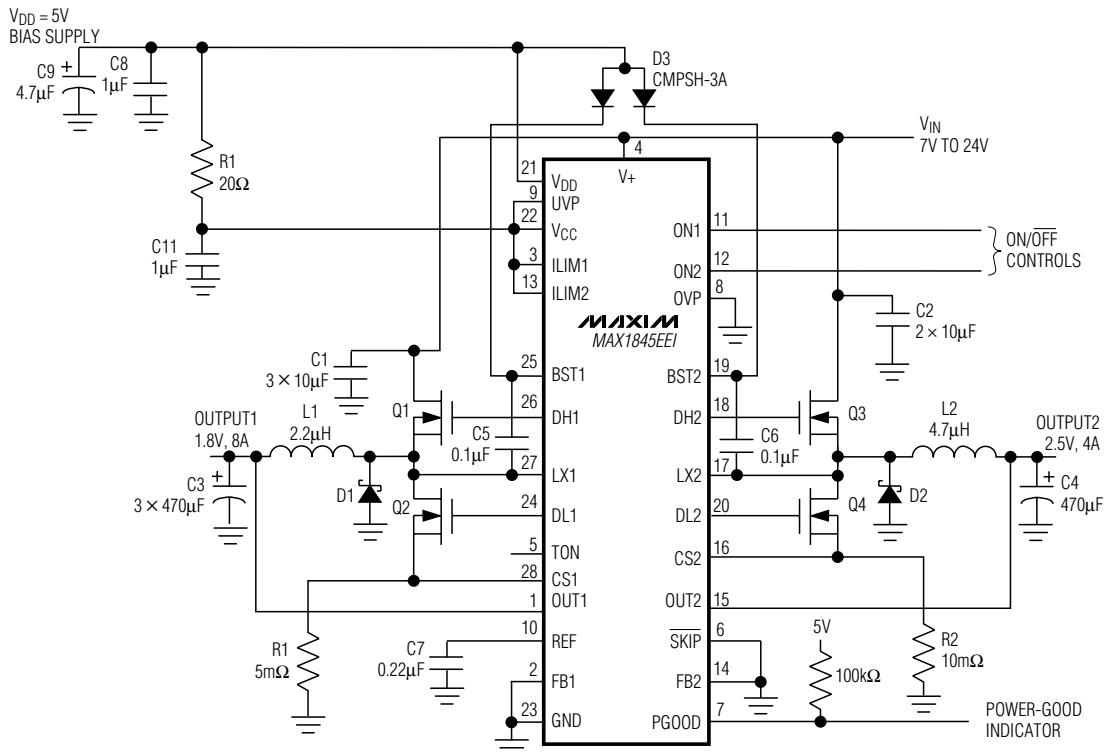 VDD = 5V
BIAS SUPPLY
C9
4.7μF
+
C8
1μF
D3
CMPSH-3A
VIN
7V TO 24V
R1
20Ω
C11
1μF
4
V+
21
VDD
9
UVP
22
VCC
3
ILIM1
13
ILIM2
ON1
11
ON2
12
ON/OFF
CONTROLS
OVP
8
C2
2 × 10μF
MAXIM
MAX1845EEI
C1
3 × 10μF
25
BST1
BST2
19
Q1
26
DH1
DH2
18
Q3
OUTPUT1
1.8V, 8A
L1
2.2μH
C5
0.1μF
C6
0.1μF
L2
4.7μH
OUTPUT2
2.5V, 4A
27
LX1
LX2
17
C3
3 × 470μF
+
D1
Q2
24
DL1
DL2
20
Q4
D2
+
C4
470μF
5
TON
28
CS1
CS2
16
1
OUT1
OUT2
15
R1
5mΩ
10
REF
C7
0.22μF
SKIP
6
5V
100kΩ
R2
10mΩ
2
FB1
FB2
14
23
GND
PGOOD
7
POWER-GOOD
INDICATOR